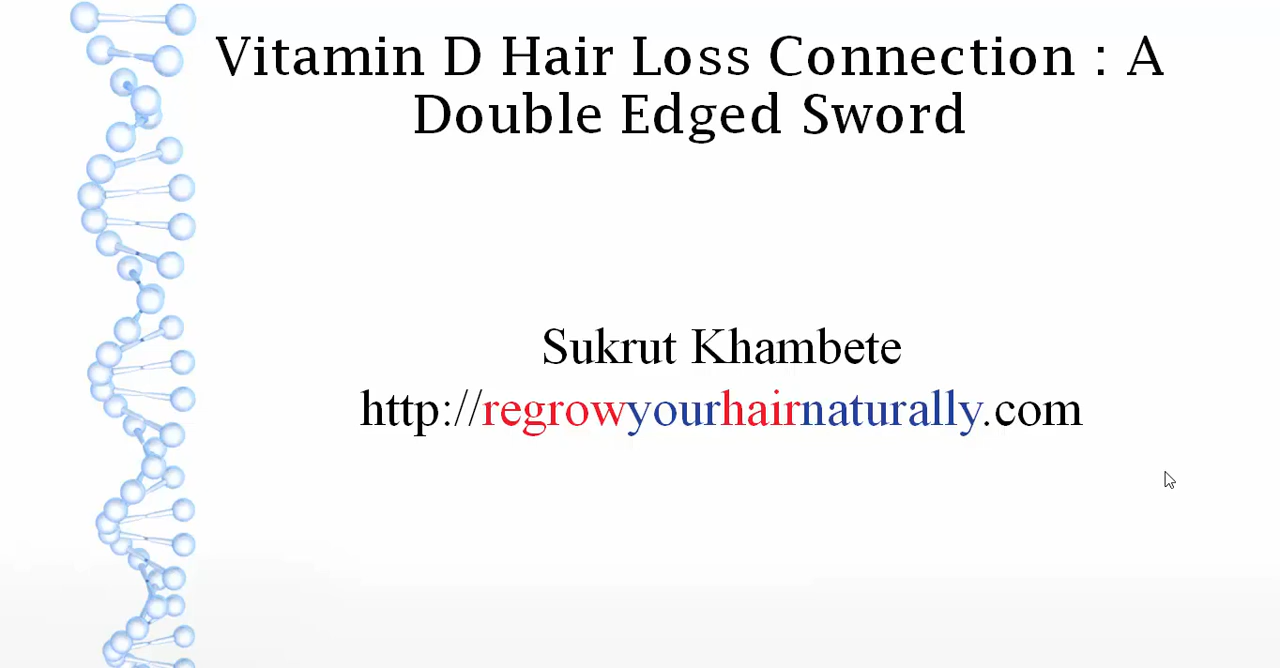 Vitamin D Hair Loss Connection : A
Double Edged Sword
Sukrut Khambete
http://regrowyourhairnaturally.com